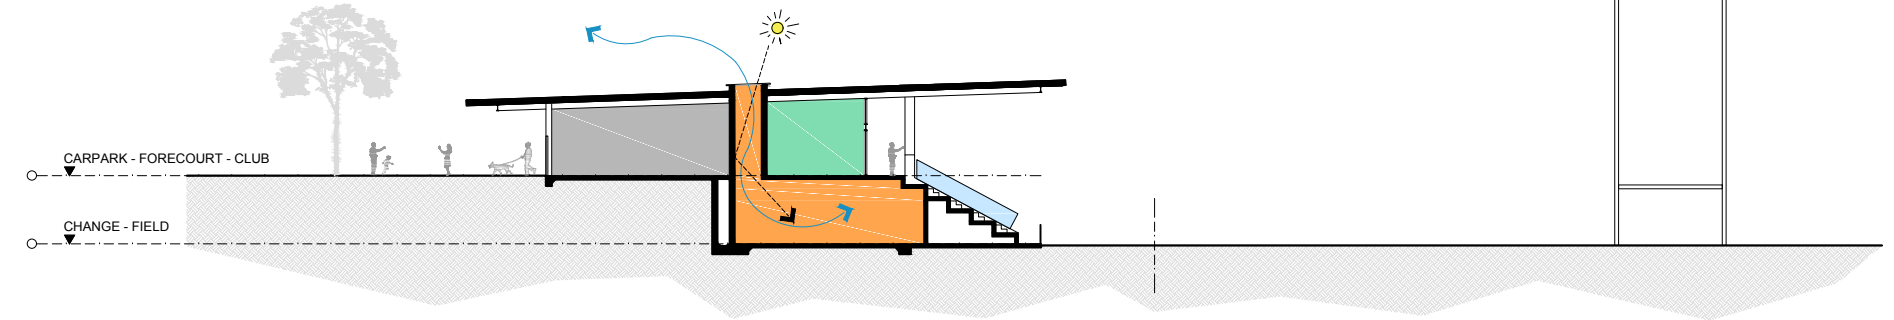 CARPARK - FORECOURT - CLUB
CHANGE - FIELD